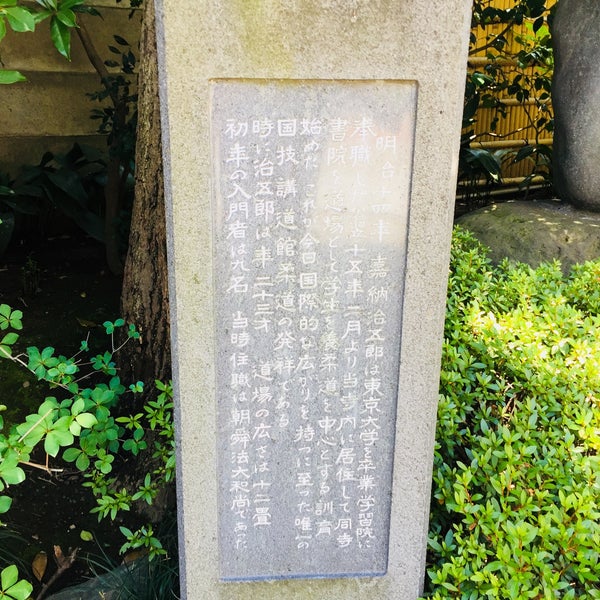 明治十四年 嘉納治五郎は東京大学を卒業 学習院に
奉職したが翌十五年二月より当寺内に居住して同寺
書院を道場として学生を養い柔道を中心とする訓育
始めた これが今日国際的な広がりを持つに至った唯一の
国技 講道館柔道の発祥である
時に治五郎は年二十三才 道場の広さは十二畳
初年の入門者は九名 当時住職は朝舜法大和尚であった